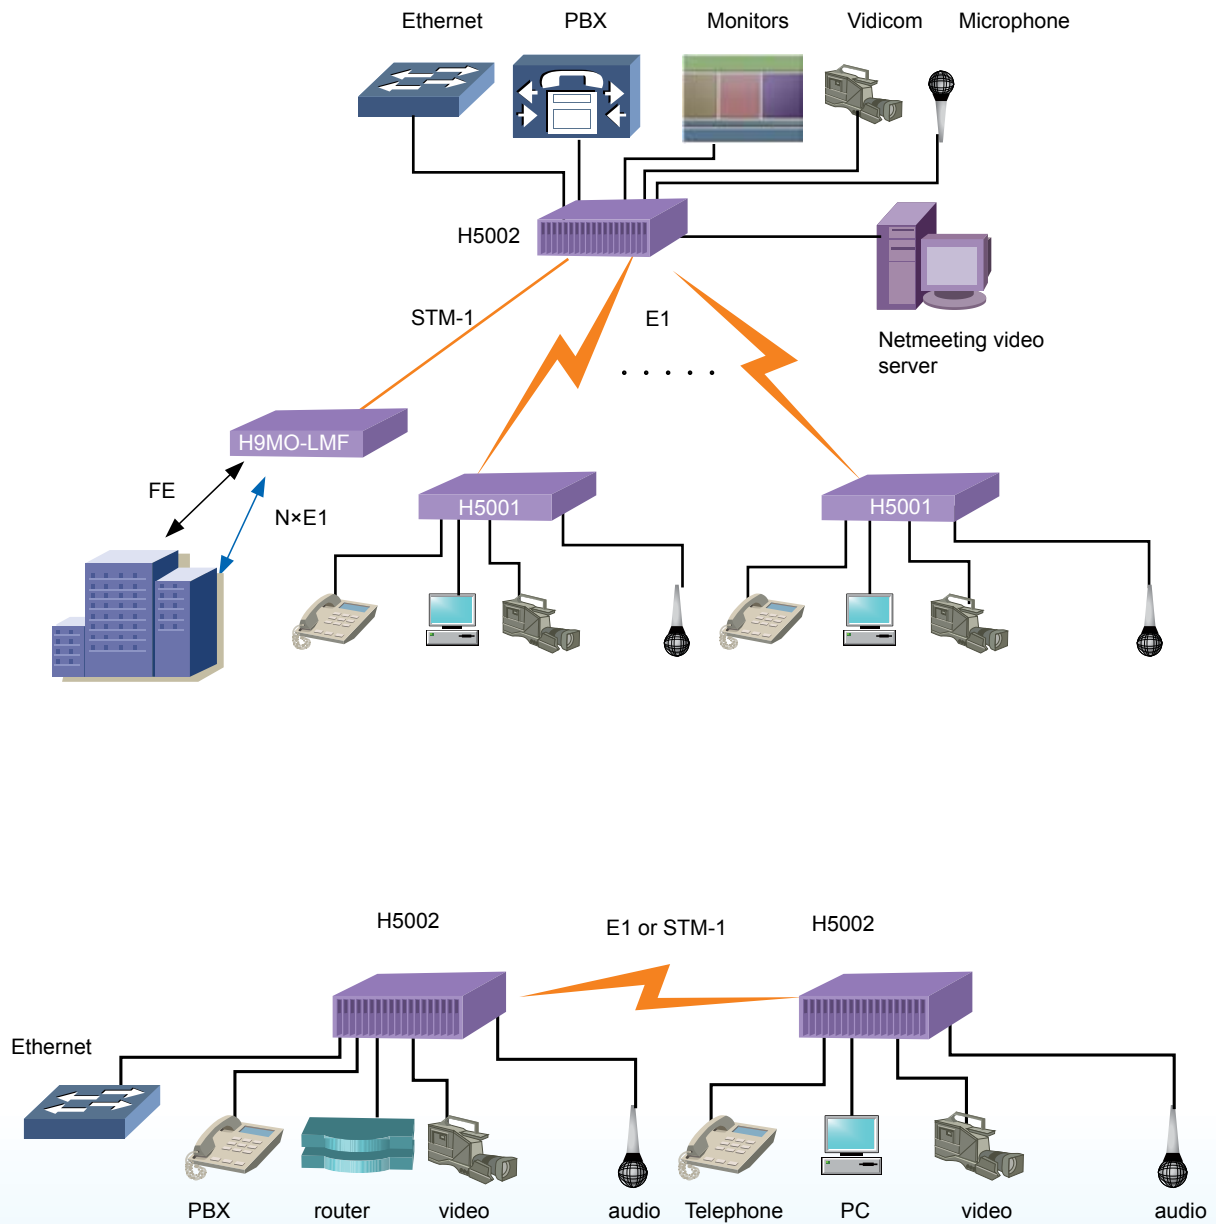 Ethernet
PBX
Monitors
Vidicom
Microphone
H5002
STM-1
E1
Netmeeting video
server
H9MO-LMF
FE
N×E1
H5001
H5001
H5002
E1 or STM-1
H5002
Ethernet
PBX
router
video
audio
Telephone
PC
video
audio